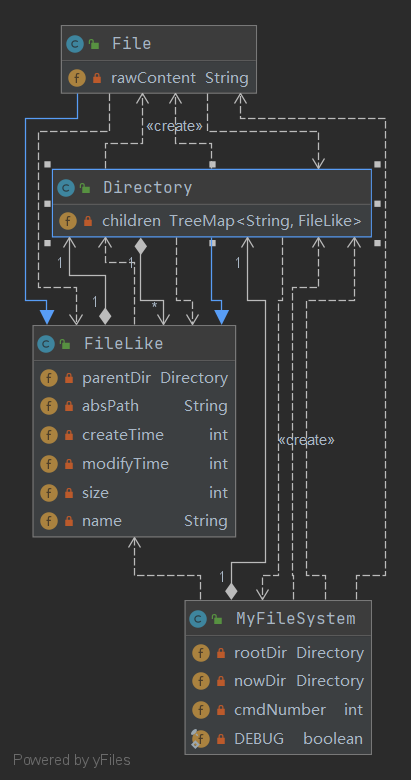 File
rawContent String
«create»
Directory
children TreeMap<String, FileLike>
1
1
1
1
*
FileLike
parentDir Directory
absPath String
createTime int
modifyTime int
size int
name String
«create»
1
MyFileSystem
rootDir Directory
nowDir Directory
cmdNumber int
DEBUG boolean
Powered by yFiles